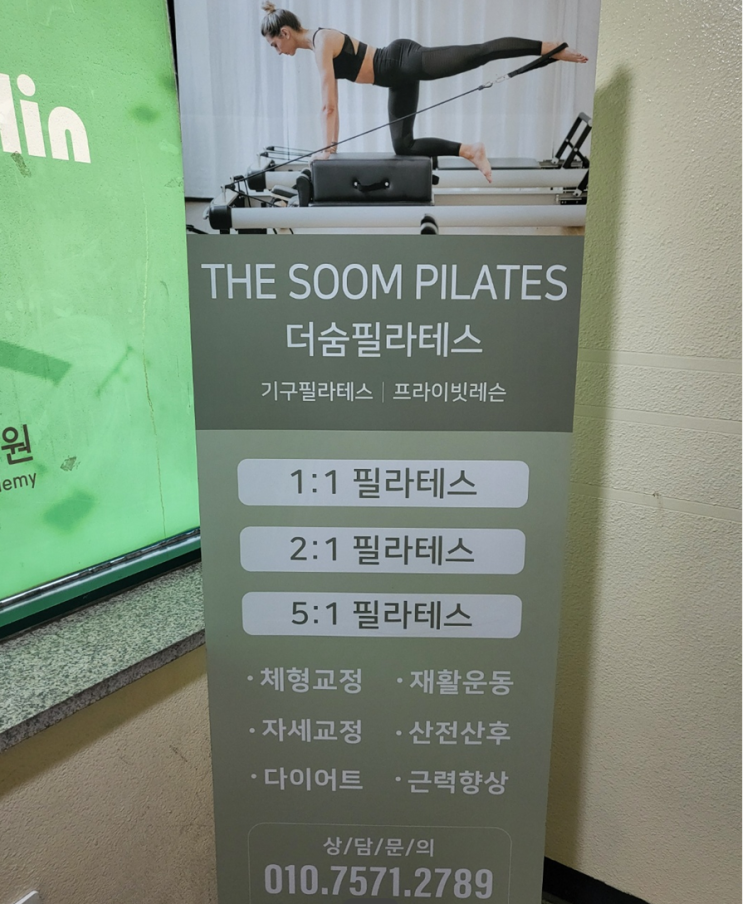 THE SOOM PILATES
더숨필라테스
기구필라테스 | 프라이빗레슨
1:1 필라테스
2:1 필라테스
5:1 필라테스
· 체형교정 · 재활운동
· 자세교정 · 산전산후
· 다이어트 · 근력향상
상/담/문/의
010.7571.2789
원